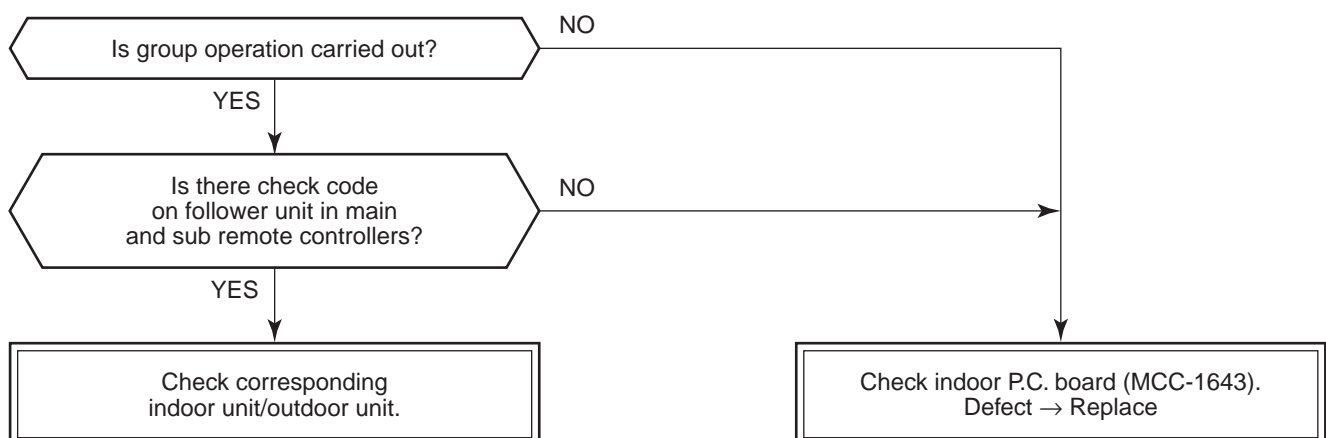 Is group operation carried out?
NO
YES
Is there check code
on follower unit in main
and sub remote controllers?
NO
YES
Check corresponding
indoor unit/outdoor unit.
Check indoor P.C. board (MCC-1643).
Defect → Replace